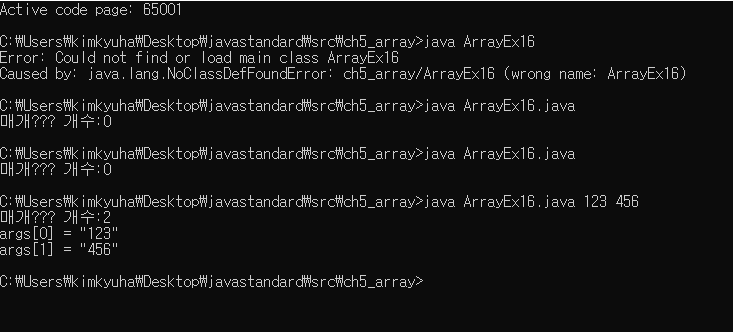 Active code page: 65001
C:₩Users₩kimkyuha₩Desktop₩javastandard₩src₩ch5_array>java ArrayEx16
Error: Could not find or load main class ArrayEx16
Caused by: java.lang.NoClassDefFoundError: ch5_array/ArrayEx16 (wrong name: ArrayEx16)
C:₩Users₩kimkyuha₩Desktop₩javastandard₩src₩ch5_array>java ArrayEx16.java
매개??? 개수:0
C:₩Users₩kimkyuha₩Desktop₩javastandard₩src₩ch5_array>java ArrayEx16.java
매개??? 개수:0
C:₩Users₩kimkyuha₩Desktop₩javastandard₩src₩ch5_array>java ArrayEx16.java 123 456
매개??? 개수:2
args[0] = "123"
args[1] = "456"
C:₩Users₩kimkyuha₩Desktop₩javastandard₩src₩ch5_array>